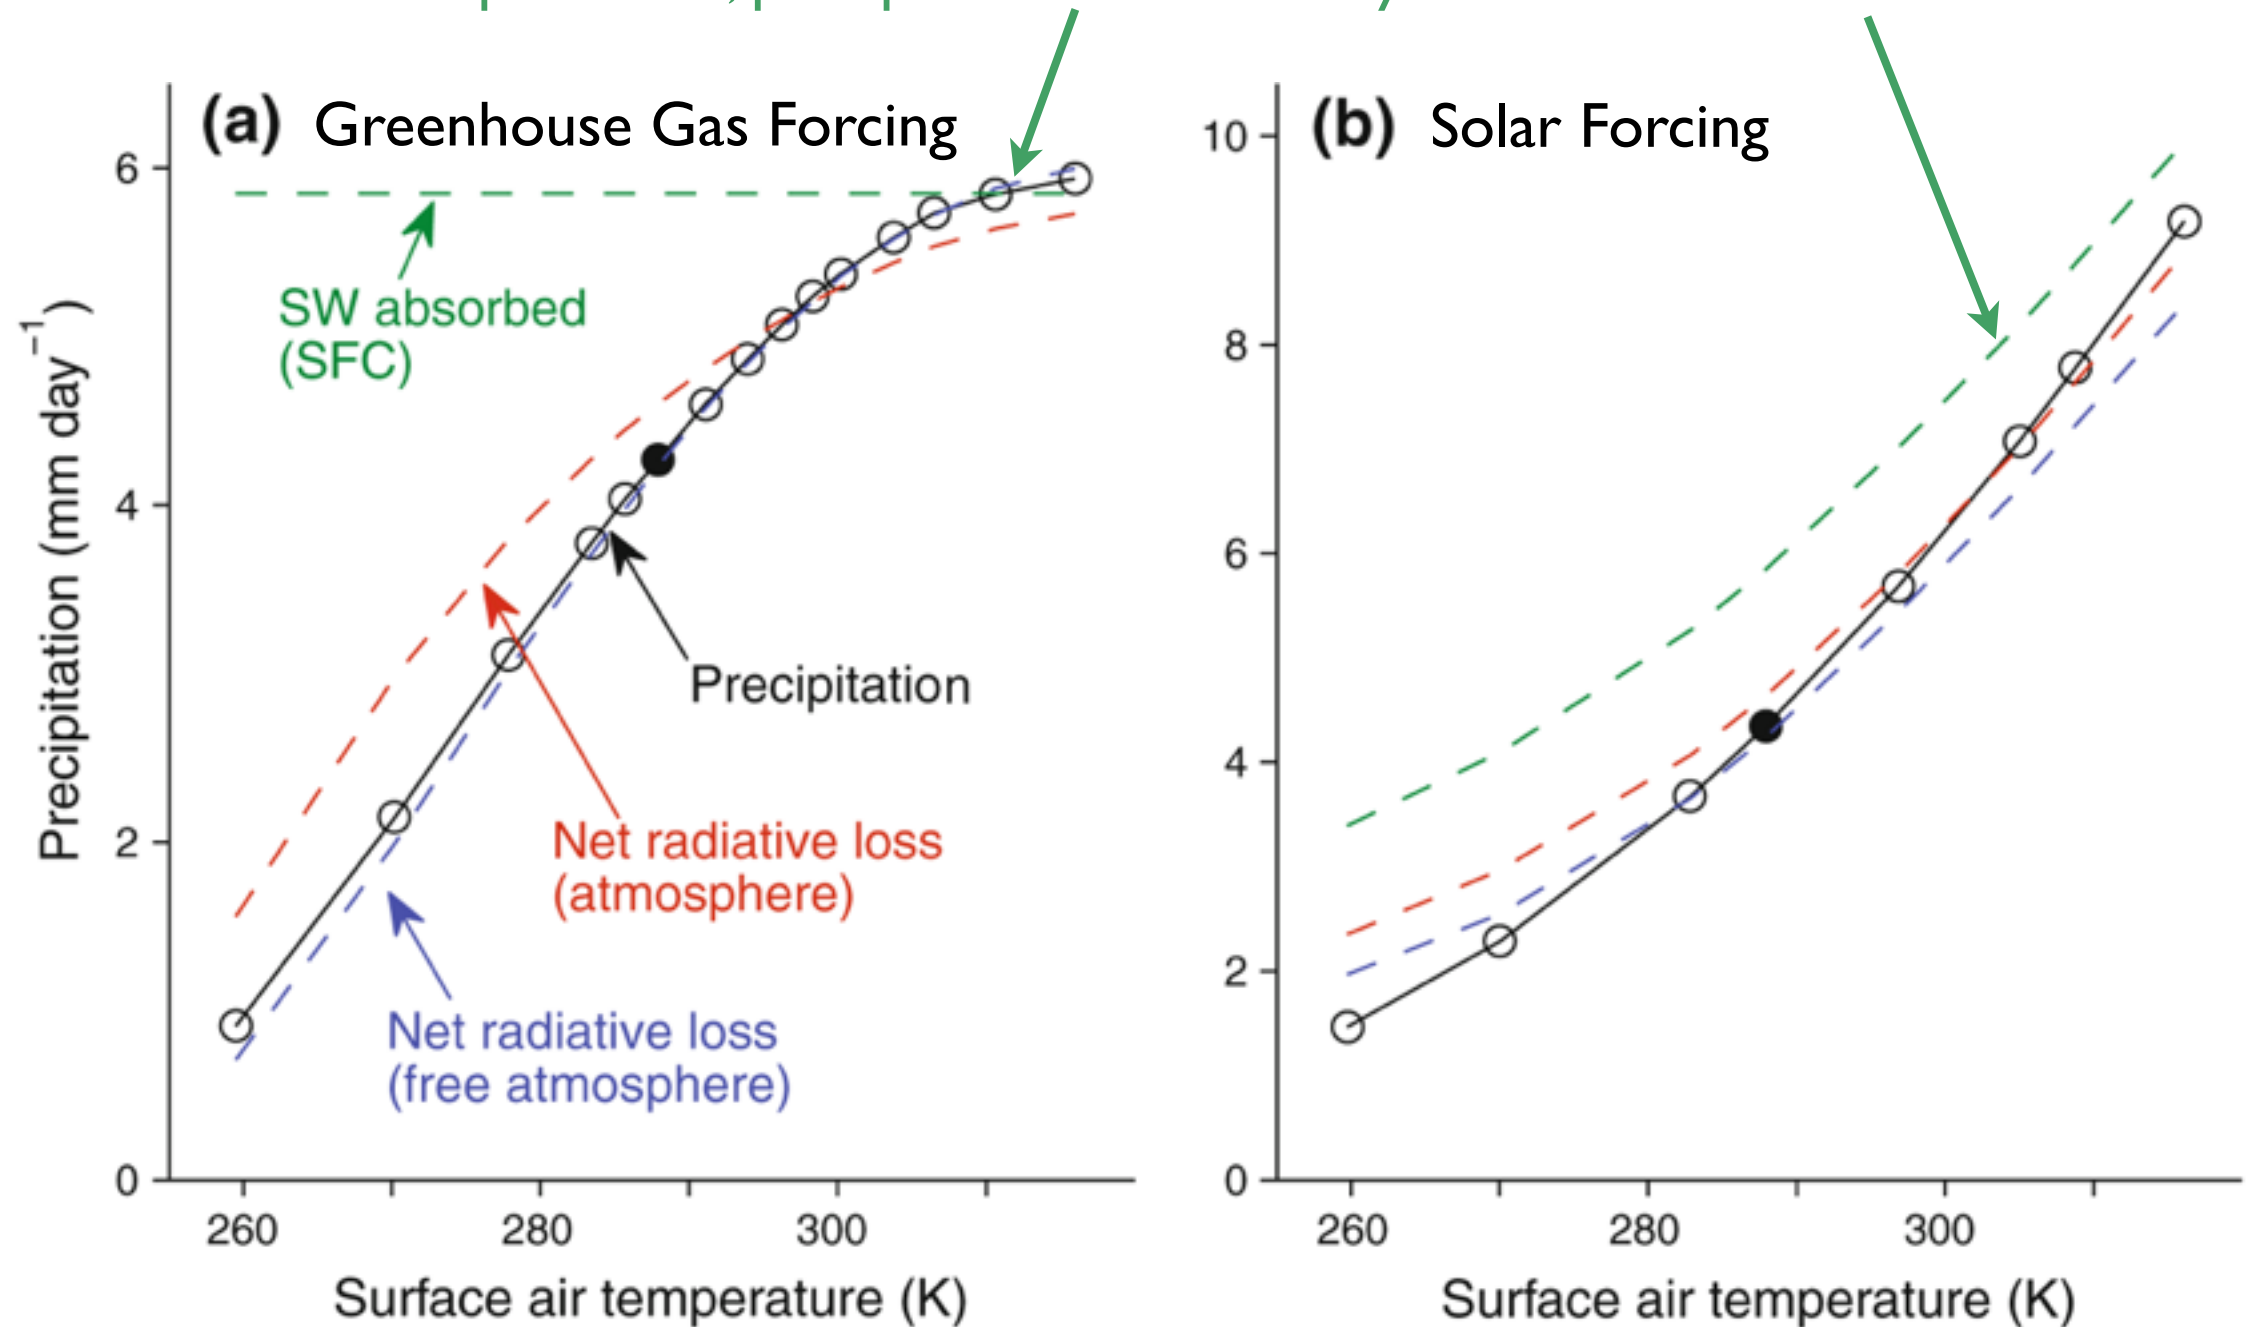 (a) Greenhouse Gas Forcing
6
4
2
0
260 280 300
Precipitation (mm day⁻¹)
Surface air temperature (K)
SW absorbed
(SFC)
Precipitation
Net radiative loss
(atmosphere)
Net radiative loss
(free atmosphere)
(b) Solar Forcing
10
8
6
4
2
0
260 280 300
Surface air temperature (K)